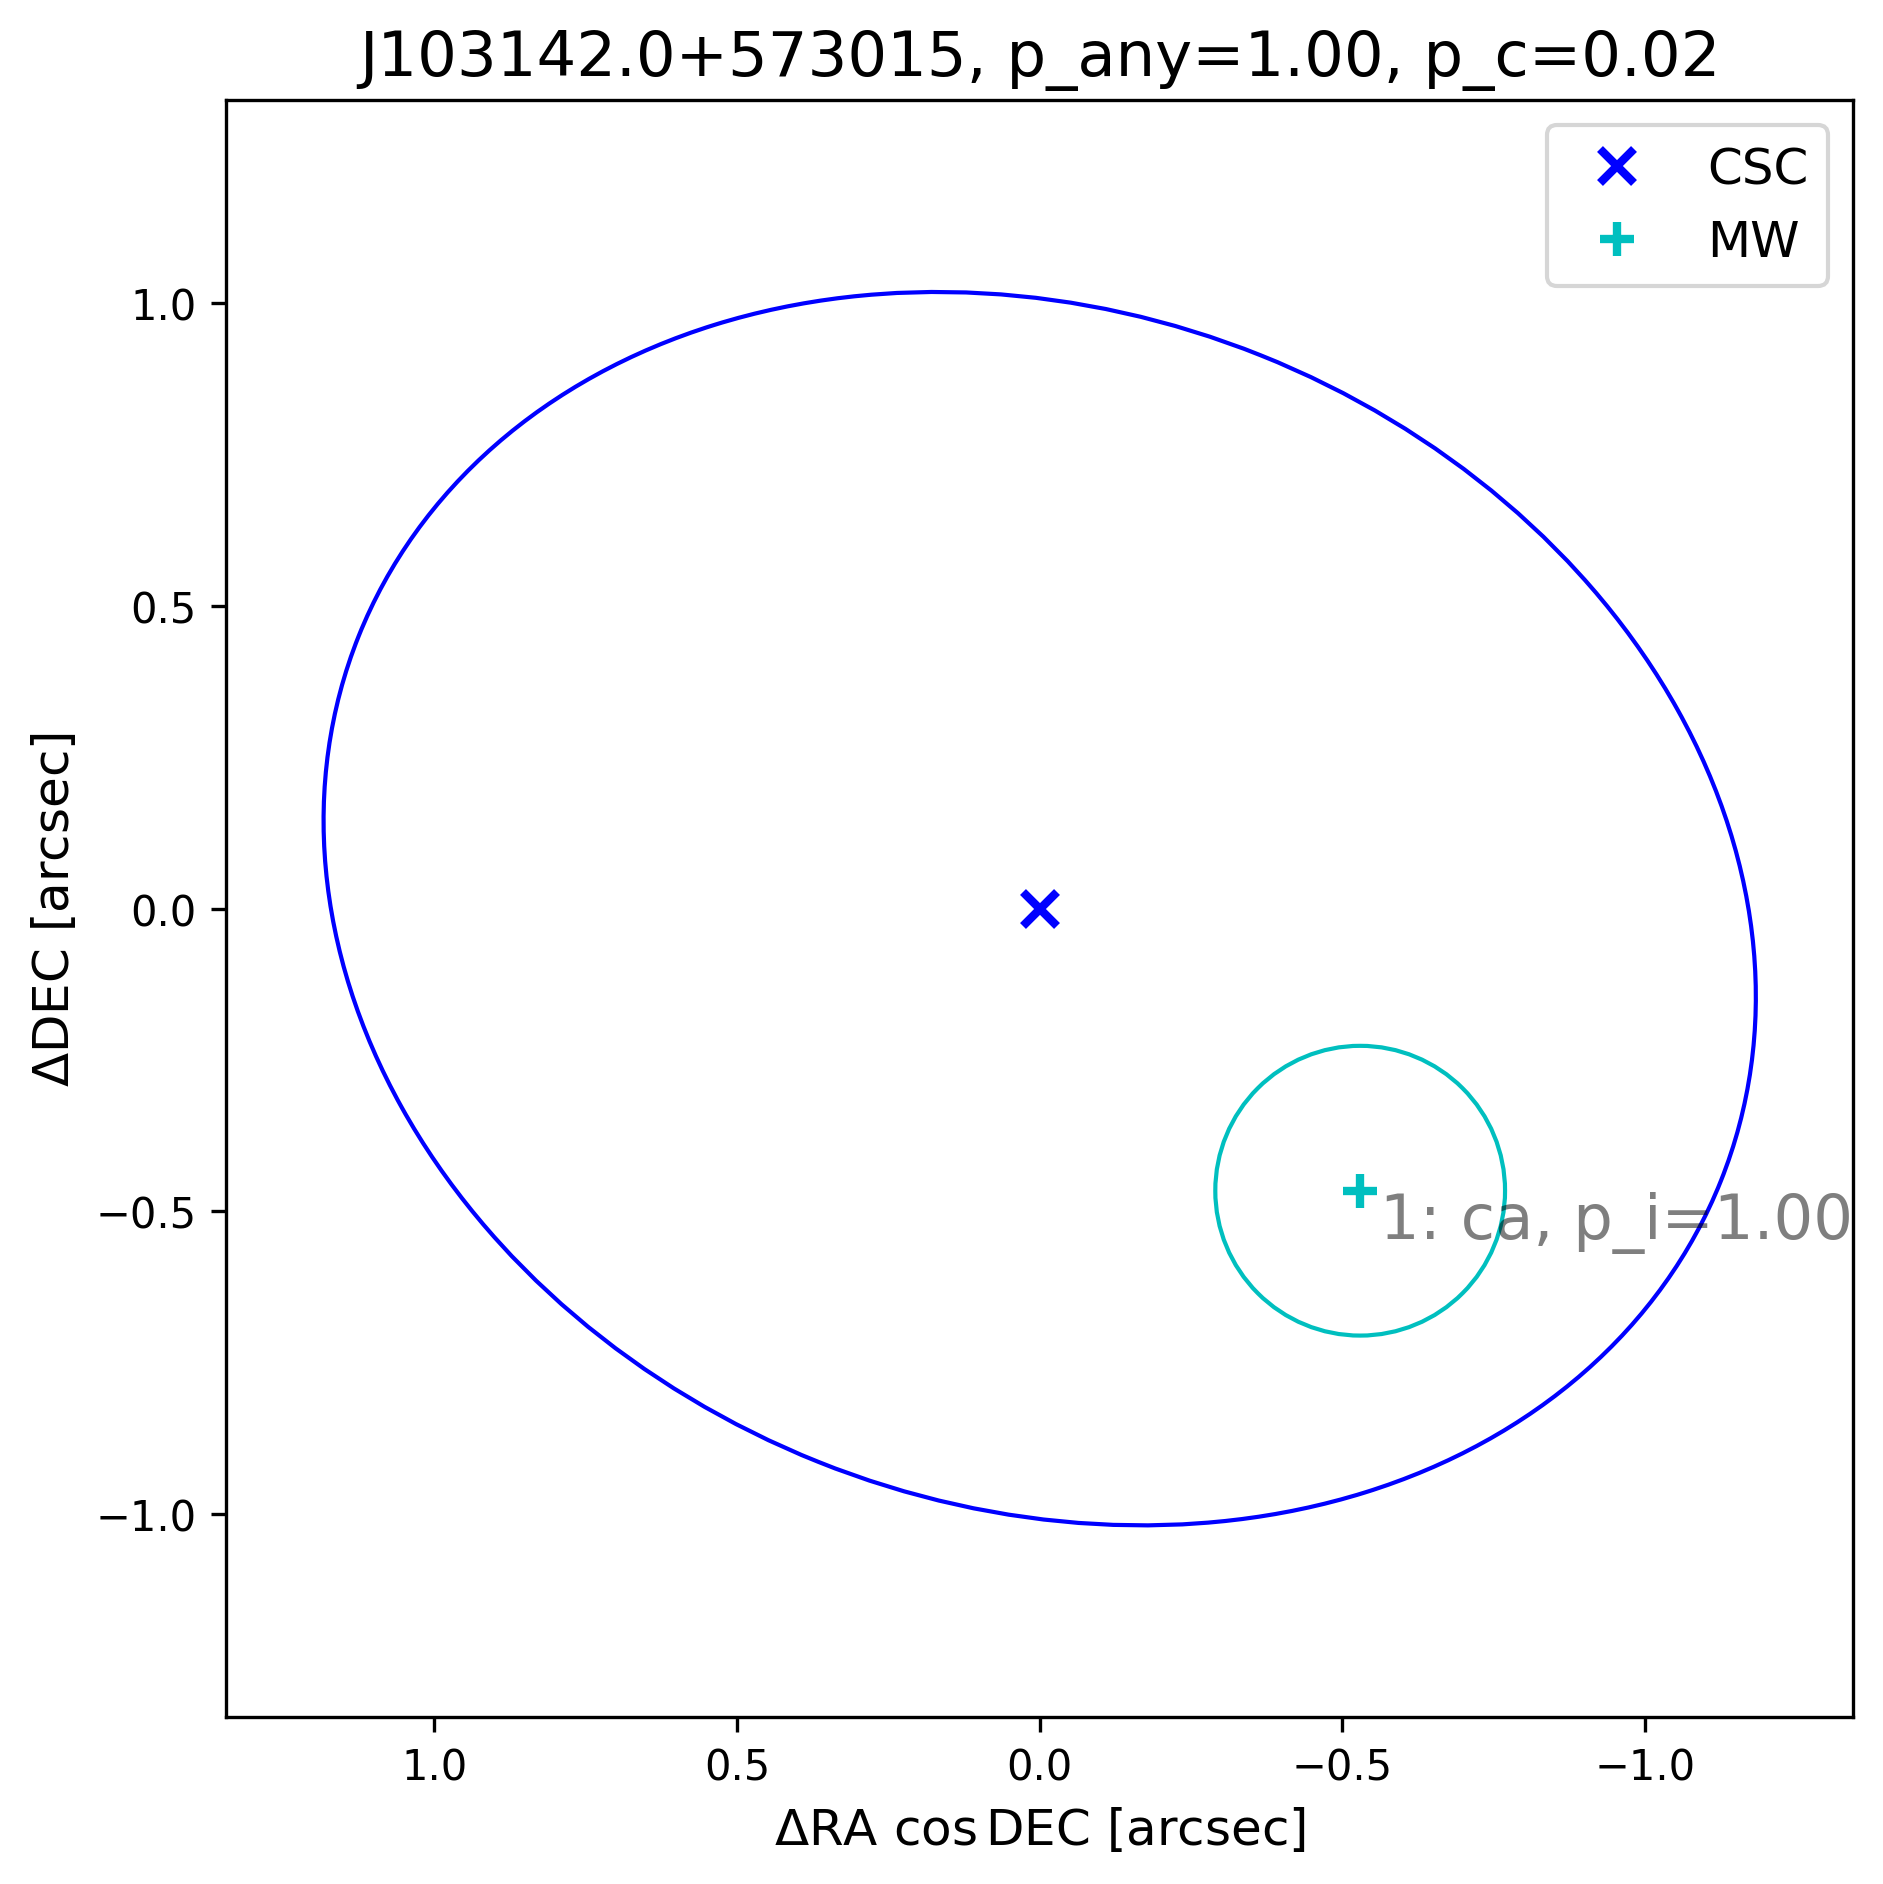 J103142.0+573015, p_any=1.00, p_c=0.02
CSC
MW
1.0
0.5
0.0
−0.5
−1.0
ΔDEC [arcsec]
1: ca, p_i=1.00
1.0
0.5
0.0
−0.5
−1.0
ΔRA cos DEC [arcsec]